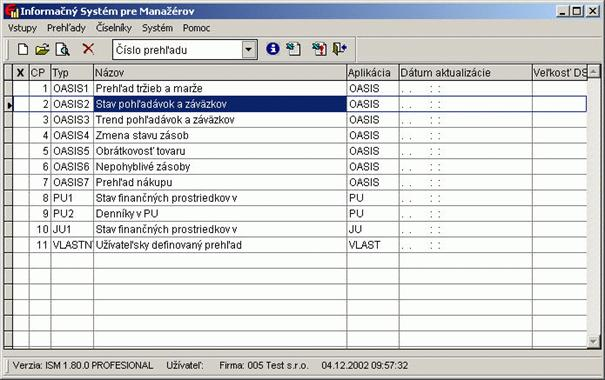 Informačný Systém pre Manažérov
Vstupy Prehľady Číselníky Systém Pomoc
Číslo prehľadu
X CP Typ Názov Aplikácia Dátum aktualizácie Veľkosť DS
1 OASIS1 Prehľad tržieb a marže OASIS . . : :
2 OASIS2 Stav pohľadávok a záväzkov OASIS . . : :
3 OASIS3 Trend pohľadávok a záväzkov OASIS . . : :
4 OASIS4 Zmena stavu zásob OASIS . . : :
5 OASIS5 Obrátkovosť tovaru OASIS . . : :
6 OASIS6 Nepohyblivé zásoby OASIS . . : :
7 OASIS7 Prehľad nákupu OASIS . . : :
8 PU1 Stav finančných prostriedkov v PU . . : :
9 PU2 Denníky v PU PU . . : :
10 JU1 Stav finančných prostriedkov v JU . . : :
11 VLASTN Užívateľsky definovaný prehľad VLAST . . : :
Verzia: ISM 1.80.0 PROFESIONAL Užívateľ: Firma: 005 Test s.r.o. 04.12.2002 09:57:32